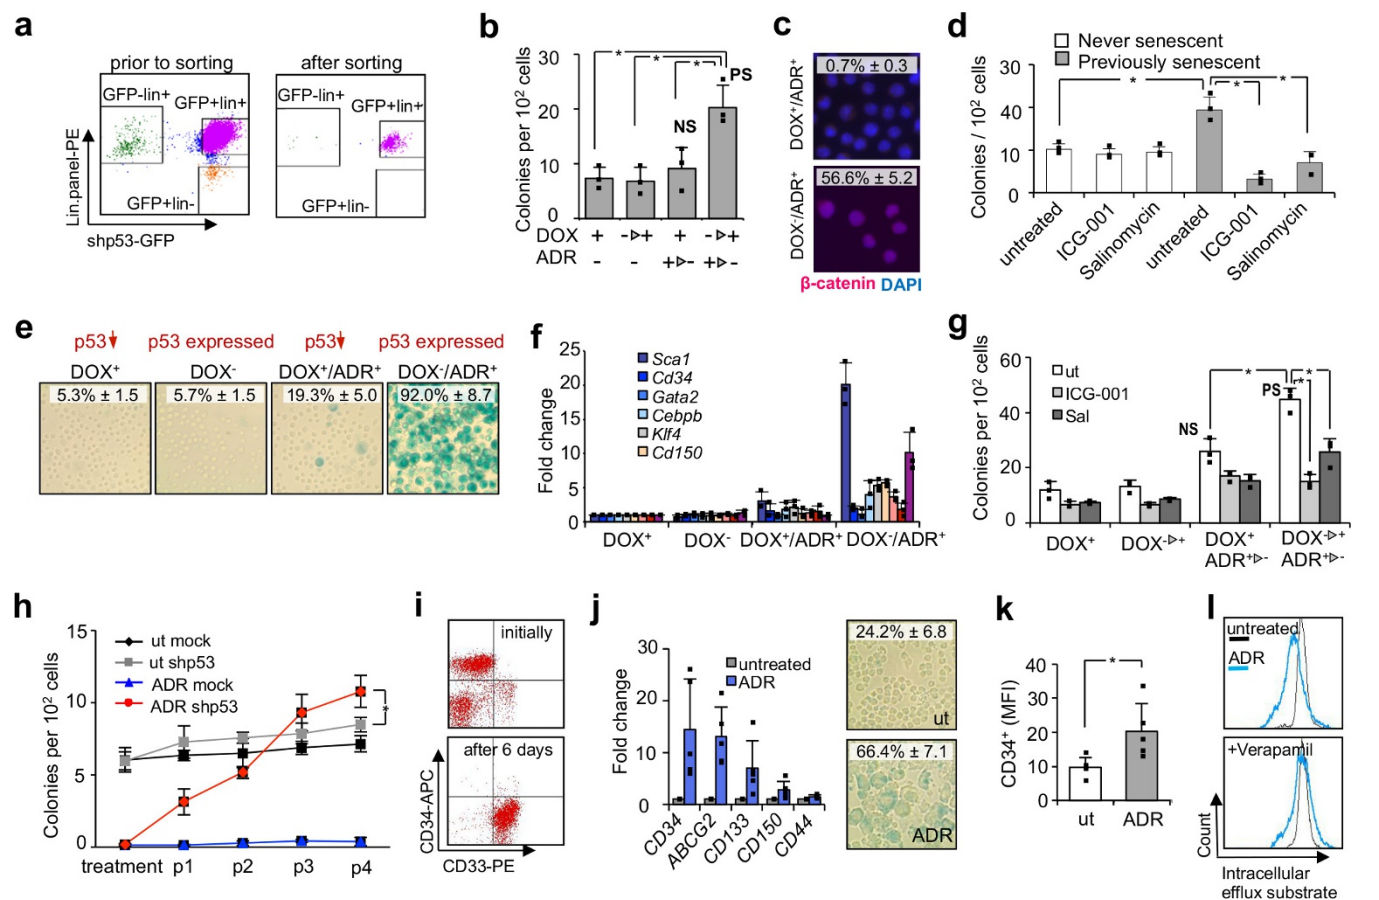 a
prior to sorting
after sorting
GFP-lin+
GFP+lin+
GFP+lin-
GFP-lin+
GFP+lin+
GFP+lin-
Lin.panel-PE
shp53-GFP
b
Colonies per 10² cells
30
20
10
0
*
*
*
PS
NS
DOX + -▹+ + -▹+
ADR - - +▹- +▹-
c
DOX⁺/ADR⁺
0.7% ± 0.3
DOX⁻/ADR⁺
56.6% ± 5.2
β-catenin DAPI
d
Never senescent
Previously senescent
Colonies / 10² cells
30
40
10
0
*
*
*
untreated
ICG-001
Salinomycin
untreated
ICG-001
Salinomycin
e
p53↓ p53 expressed p53↓ p53 expressed
DOX⁺ DOX⁻ DOX⁺/ADR⁺ DOX⁻/ADR⁺
5.3% ± 1.5 5.7% ± 1.5 19.3% ± 5.0 92.0% ± 8.7
f
Fold change
25
20
15
10
5
0
Sca1
Cd34
Gata2
Cebpb
Klf4
Cd150
DOX⁺ DOX⁻ DOX⁺/ADR⁺ DOX⁻/ADR⁺
g
Colonies per 10² cells
60
40
20
0
ut
ICG-001
Sal
NS
PS
*
*
*
DOX⁺ DOX⁻▹⁺ DOX⁺ DOX⁻▹⁺
ADR⁺▹⁻ ADR⁺▹⁻
h
Colonies per 10² cells
15
10
5
0
ut mock
ut shp53
ADR mock
ADR shp53
*
treatment p1 p2 p3 p4
i
initially
after 6 days
CD34-APC
CD33-PE
j
Fold change
30
20
10
0
untreated
ADR
CD34
ABCG2
CD133
CD150
CD44
24.2% ± 6.8
ut
66.4% ± 7.1
ADR
k
CD34⁺ (MFI)
40
30
20
10
0
*
ut ADR
l
untreated
ADR
+Verapamil
Count
Intracellular
efflux substrate